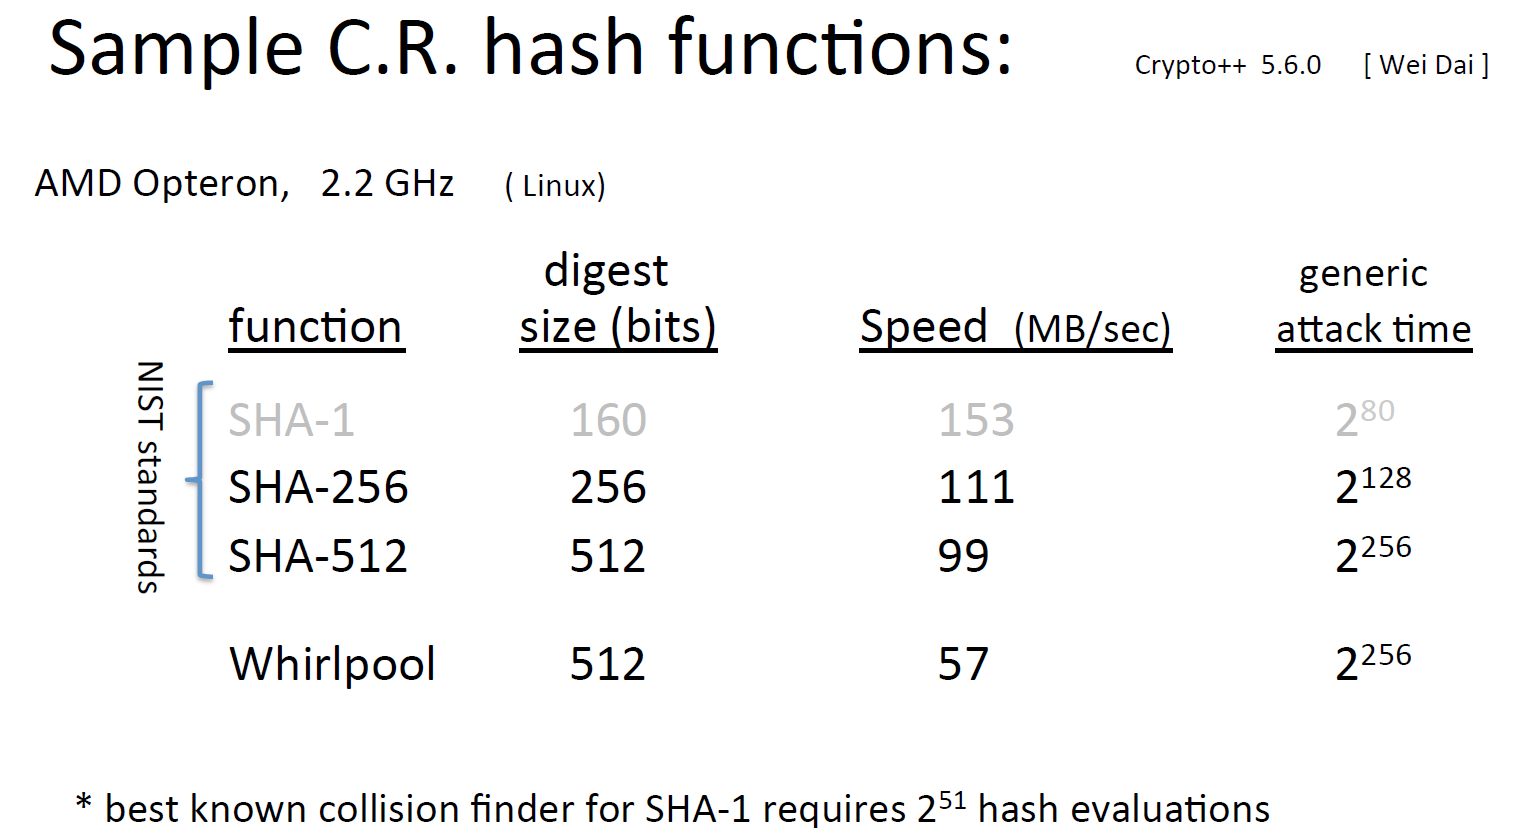 Sample C.R. hash functions: Crypto++ 5.6.0 [ Wei Dai ]
AMD Opteron, 2.2 GHz ( Linux)
digest generic
function size (bits) Speed (MB/sec) attack time
NIST standards
SHA-1 160 153 2^80
SHA-256 256 111 2^128
SHA-512 512 99 2^256
Whirlpool 512 57 2^256
* best known collision finder for SHA-1 requires 2^51 hash evaluations